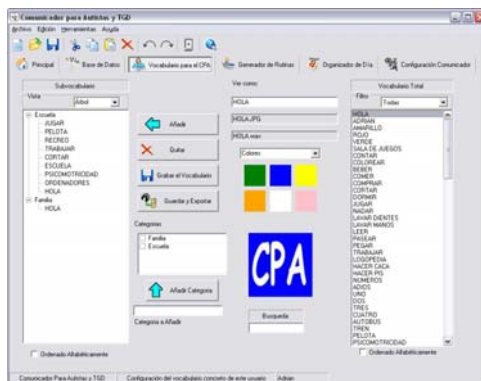 Comunicador para Autistas y TGD
Archivo Edición Herramientas Ayuda
Principal
Base de Datos
Vocabulario para el CPA
Generador de Rutinas
Organizador de Día
Configuración Comunicador
Subvocabulario
Vista
Árbol
Escuela
JUGAR
PELOTA
RECREO
TRABAJAR
CORTAR
ESCUELA
PSICOMOTRICIDAD
ORDENADORES
HOLA
Familia
HOLA
Ordenado Alfabéticamente
Añadir
Quitar
Grabar el Vocabulario
Guardar y Exportar
Categorias
Familia
Escuela
Añadir Categoria
Categoria a Añadir
Ver como:
HOLA
HOLA.JPG
HOLA.wav
Colores
CPA
Busqueda
Vocabulario Total
Filtro
Todas
HOLA
ADRIAN
AMARILLO
ROJO
VERDE
SALA DE JUEGOS
CONTAR
COLOREAR
BEBER
COMER
COMPRAR
CORTAR
DORMIR
JUGAR
NADAR
LAVAR DIENTES
LAVAR MANOS
LEER
PASEAR
PEGAR
TRABAJAR
LOGOPEDIA
HACER CACA
HACER PIS
NUMEROS
ADIOS
UNO
DOS
TRES
CUATRO
AUTOBUS
TREN
PELOTA
PSICOMOTRICIDAD
Ordenado Alfabéticamente
Comunicador Para Autistas y TGD
Configuración del vocabulario concreto de este usuario
Adrian